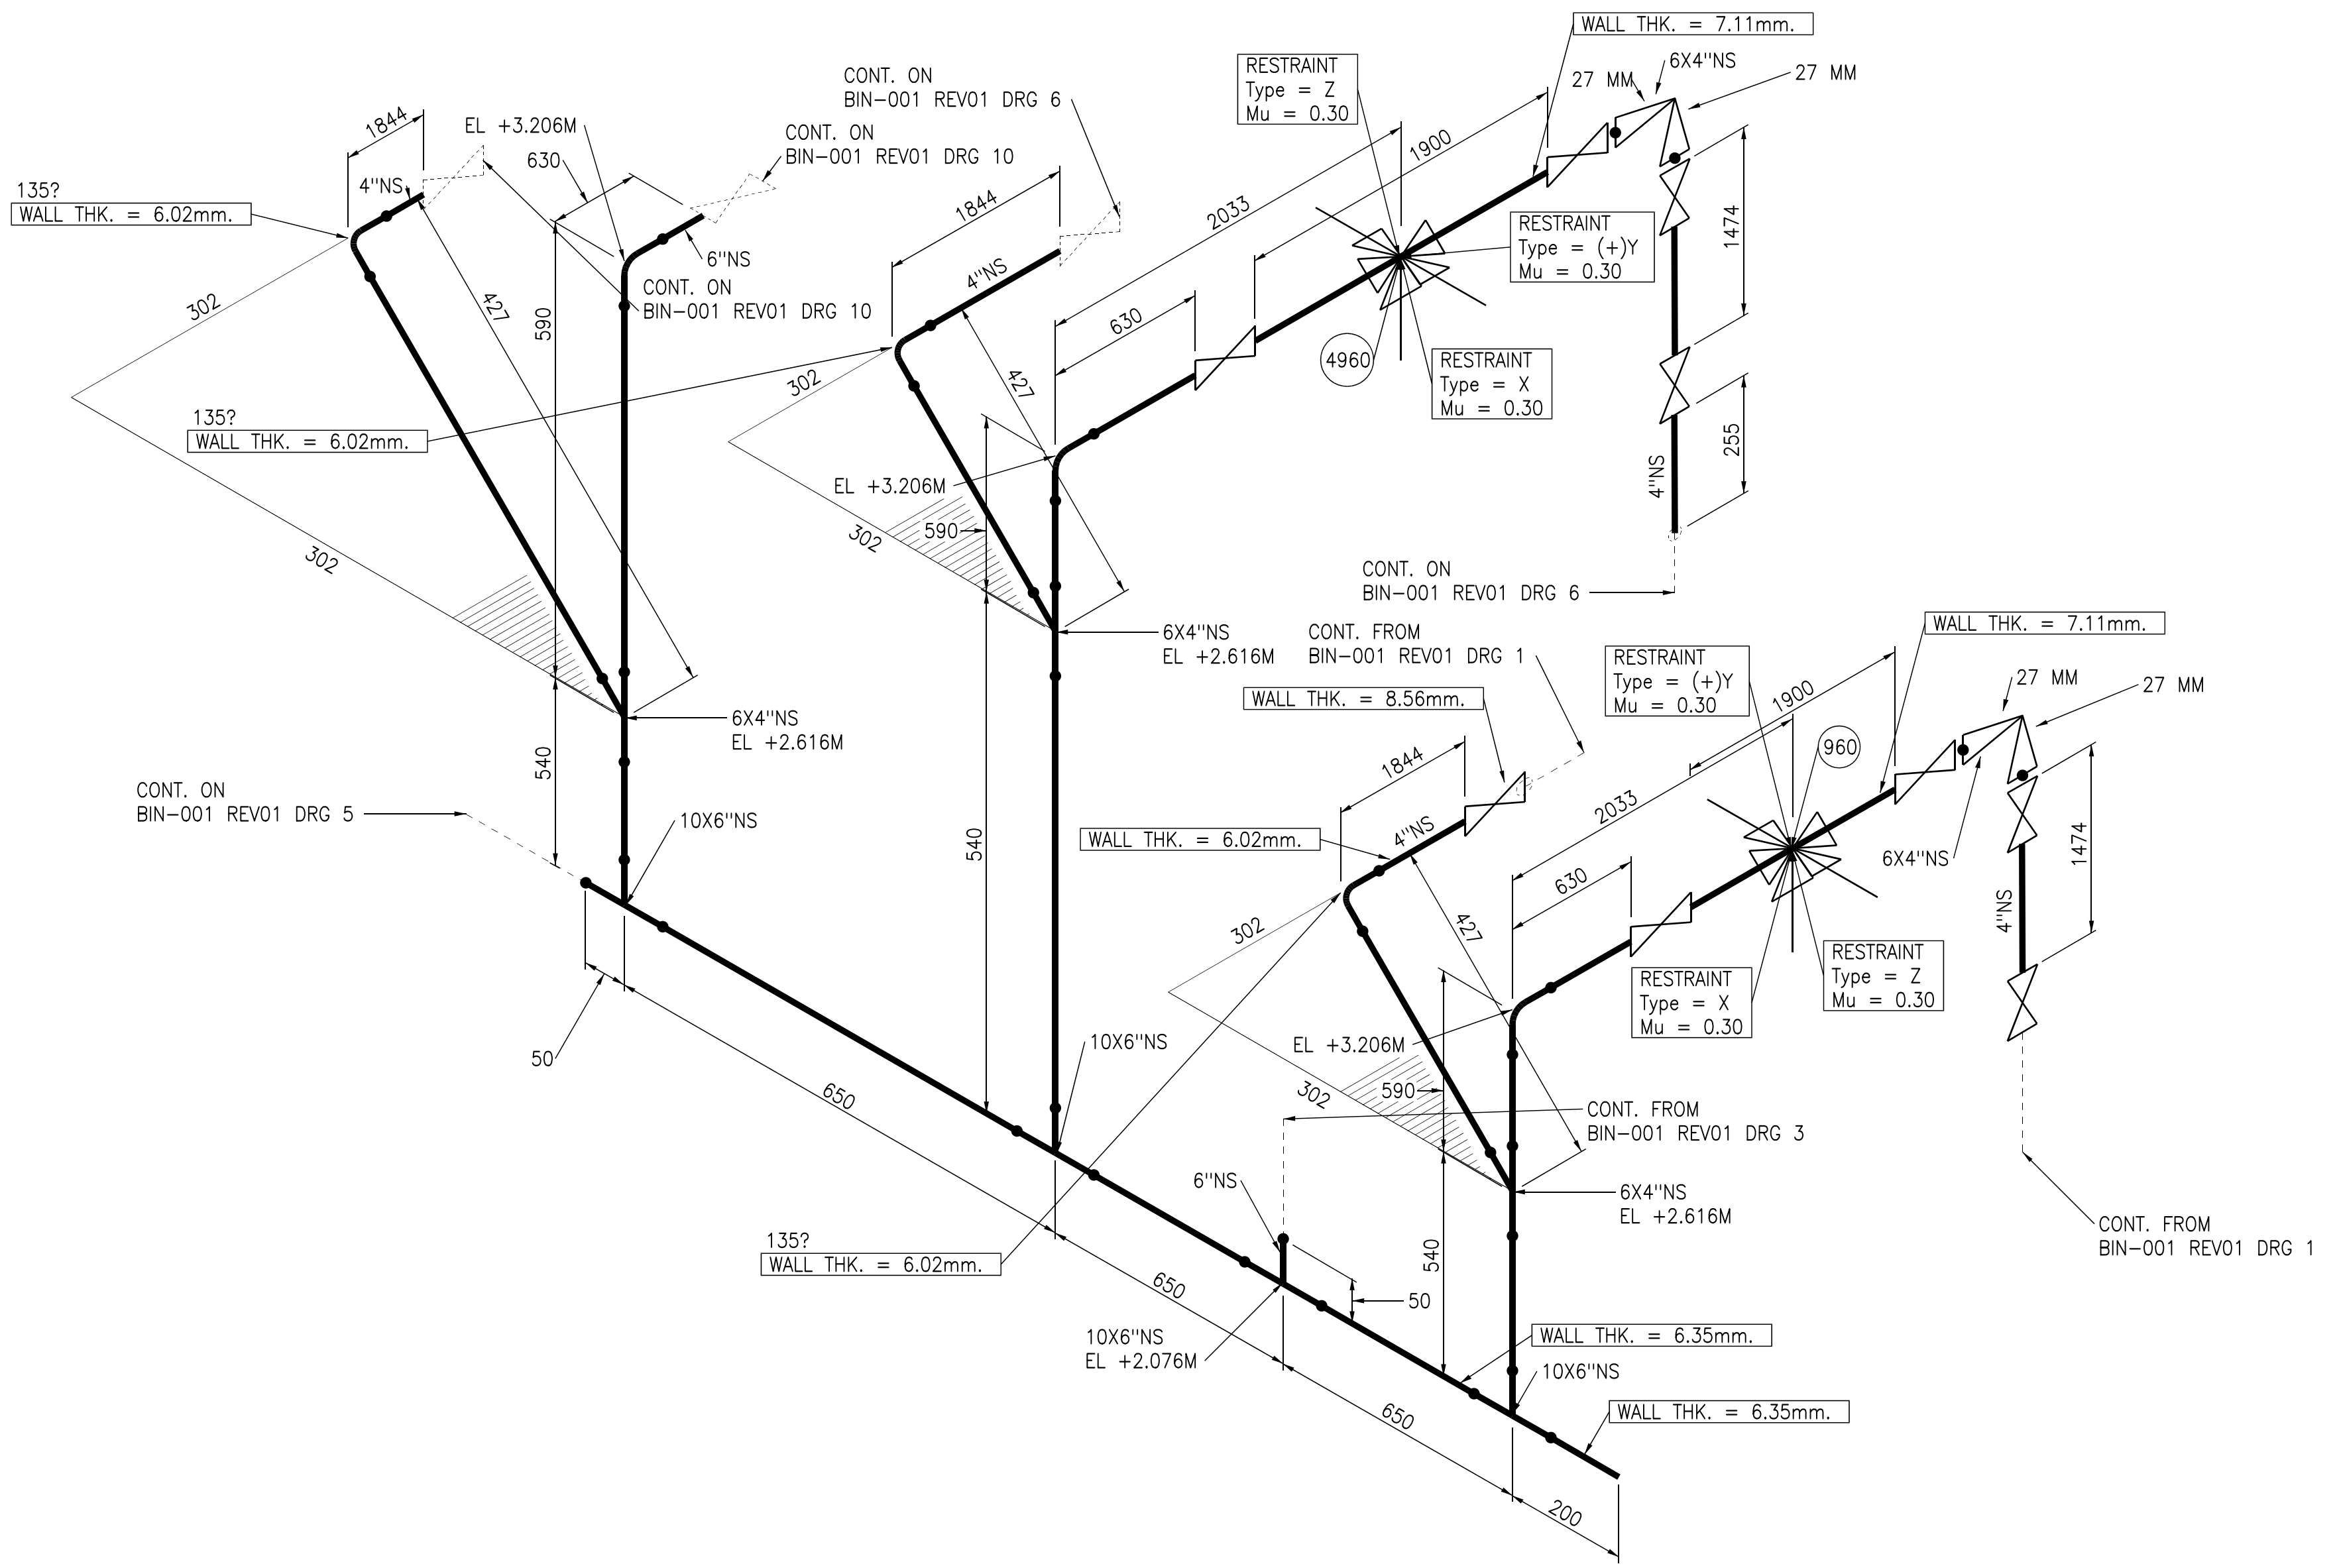 WALL THK. = 7.11mm.
RESTRAINT
Type = Z
Mu = 0.30
27 MM
6X4"NS
27 MM
CONT. ON
BIN-001 REV01 DRG 6
CONT. ON
BIN-001 REV01 DRG 10
1844
EL +3.206M
630
135?
WALL THK. = 6.02mm.
4"NS
6"NS
CONT. ON
BIN-001 REV01 DRG 10
302
427
590
1844
4"NS
2033
1900
1474
RESTRAINT
Type = (+)Y
Mu = 0.30
630
4960
RESTRAINT
Type = X
Mu = 0.30
302
427
135?
WALL THK. = 6.02mm.
EL +3.206M
590
302
302
4"NS
255
CONT. ON
BIN-001 REV01 DRG 6
6X4"NS
EL +2.616M
CONT. FROM
BIN-001 REV01 DRG 1
WALL THK. = 7.11mm.
RESTRAINT
Type = (+)Y
Mu = 0.30
1900
27 MM
27 MM
WALL THK. = 8.56mm.
6X4"NS
EL +2.616M
540
960
1844
2033
CONT. ON
BIN-001 REV01 DRG 5
10X6"NS
WALL THK. = 6.02mm.
4"NS
540
630
6X4"NS
1474
4"NS
302
427
RESTRAINT
Type = X
Mu = 0.30
RESTRAINT
Type = Z
Mu = 0.30
50
10X6"NS
EL +3.206M
590
302
650
CONT. FROM
BIN-001 REV01 DRG 3
6"NS
6X4"NS
EL +2.616M
CONT. FROM
BIN-001 REV01 DRG 1
135?
WALL THK. = 6.02mm.
540
650
50
10X6"NS
EL +2.076M
WALL THK. = 6.35mm.
10X6"NS
650
WALL THK. = 6.35mm.
200